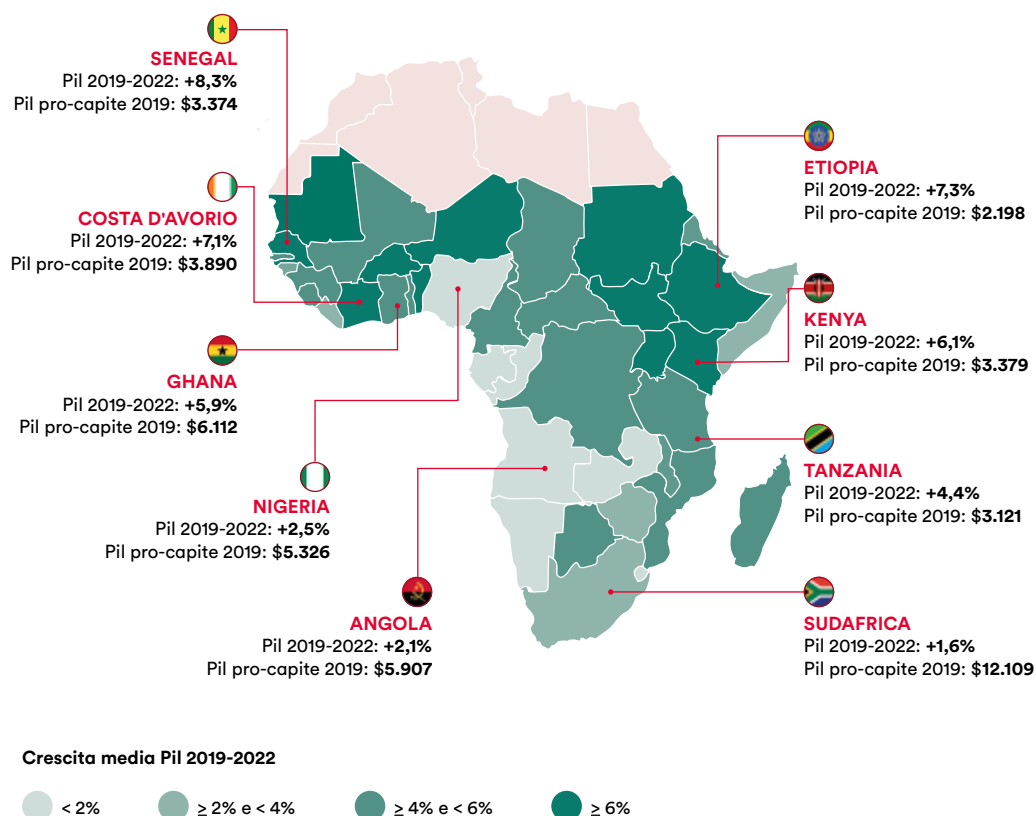 SENEGAL
Pil 2019-2022: +8,3%
Pil pro-capite 2019: $3.374
COSTA D'AVORIO
Pil 2019-2022: +7,1%
Pil pro-capite 2019: $3.890
GHANA
Pil 2019-2022: +5,9%
Pil pro-capite 2019: $6.112
NIGERIA
Pil 2019-2022: +2,5%
Pil pro-capite 2019: $5.326
ANGOLA
Pil 2019-2022: +2,1%
Pil pro-capite 2019: $5.907
ETIOPIA
Pil 2019-2022: +7,3%
Pil pro-capite 2019: $2.198
KENYA
Pil 2019-2022: +6,1%
Pil pro-capite 2019: $3.379
TANZANIA
Pil 2019-2022: +4,4%
Pil pro-capite 2019: $3.121
SUDAFRICA
Pil 2019-2022: +1,6%
Pil pro-capite 2019: $12.109
Crescita media Pil 2019-2022
< 2%
≥ 2% e < 4%
≥ 4% e < 6%
≥ 6%